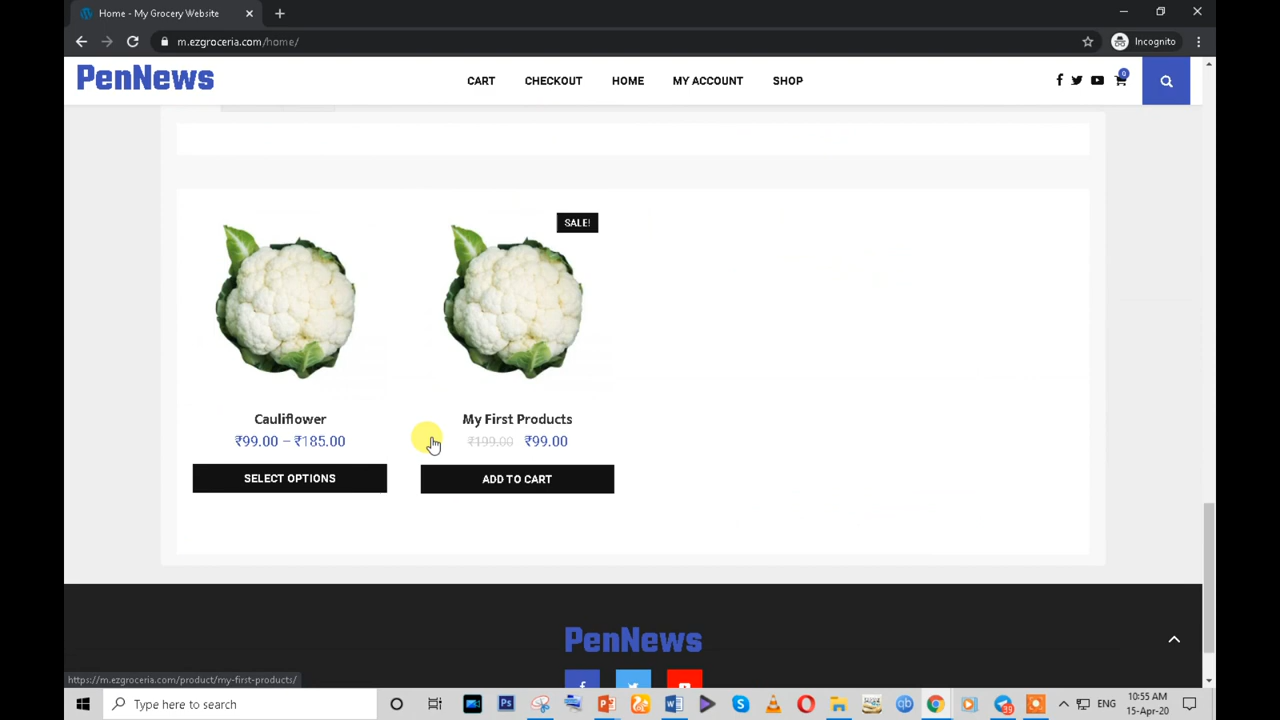 Home - My Grocery Website
m.ezgroceria.com/home/
Incognito
PenNews
CART CHECKOUT HOME MY ACCOUNT SHOP
0
SALE!
Cauliflower
₹99.00 – ₹185.00
SELECT OPTIONS
My First Products
₹199.00 ₹99.00
ADD TO CART
PenNews
https://m.ezgroceria.com/product/my-first-products/
Type here to search
39
ENG
10:55 AM
15-Apr-20